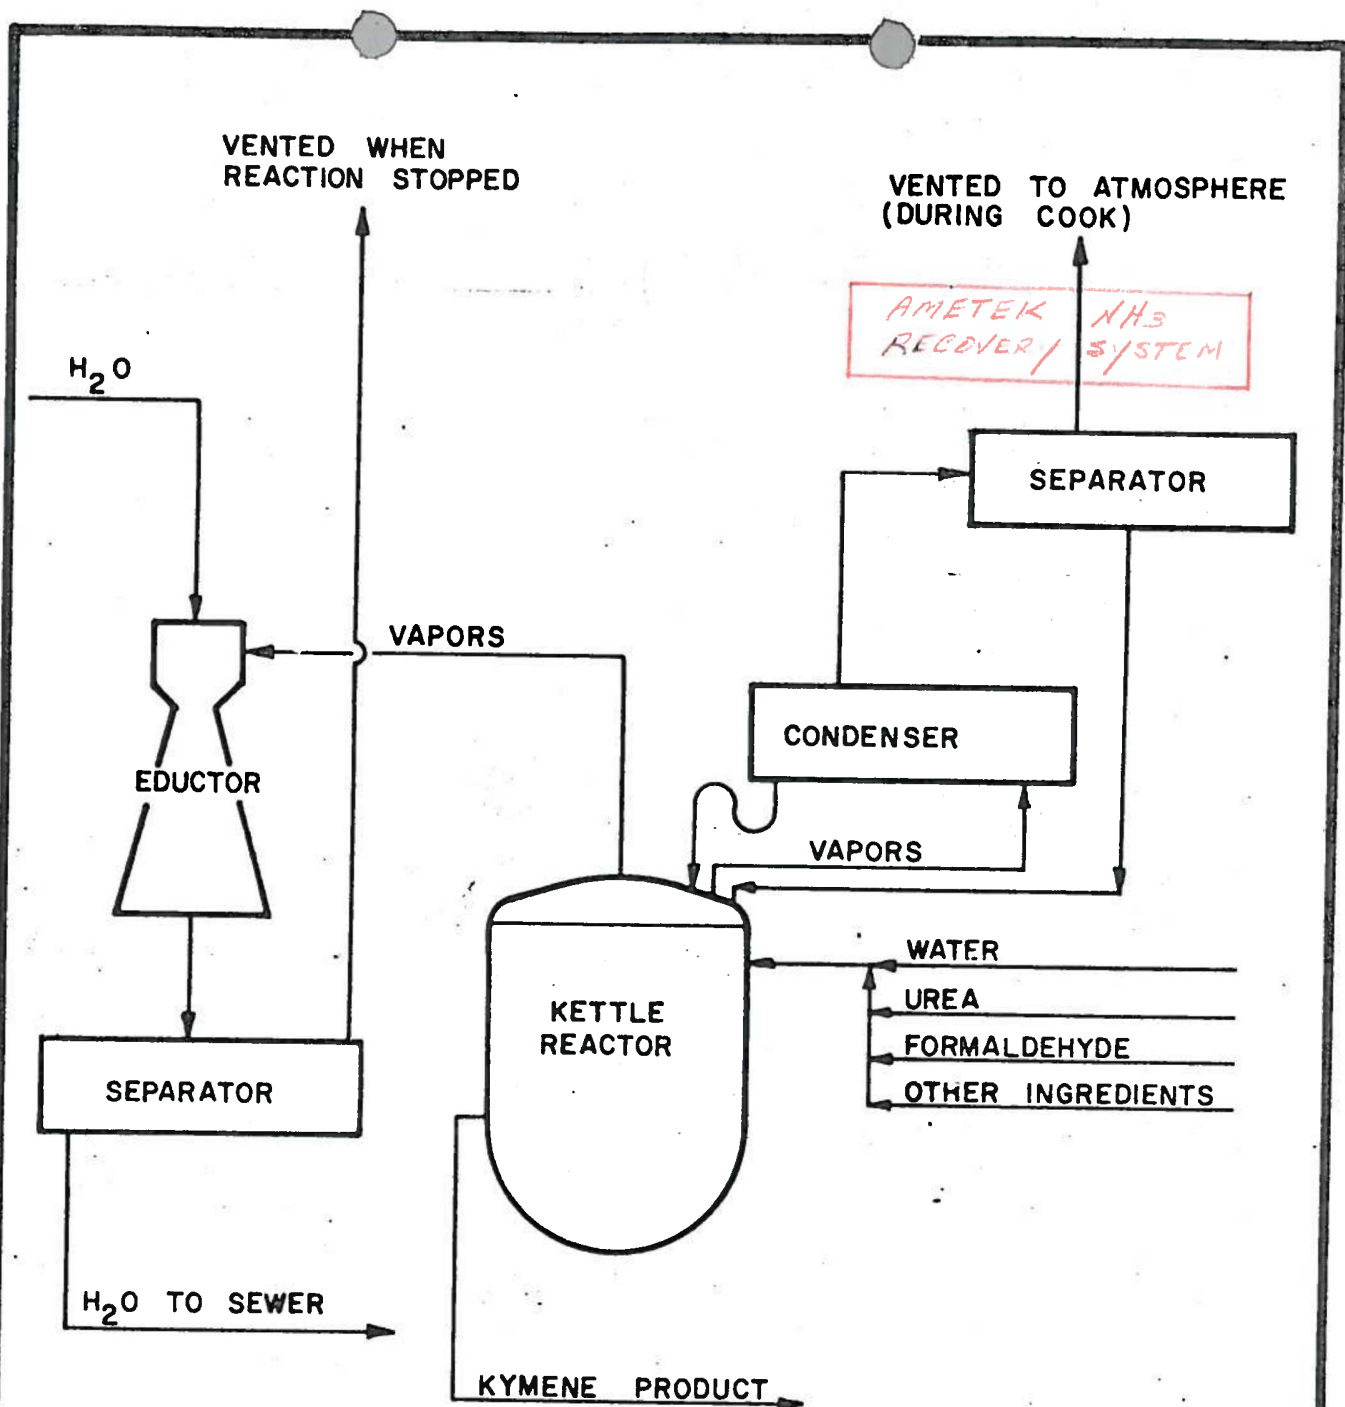 VENTED WHEN
REACTION STOPPED
VENTED TO ATMOSPHERE
(DURING COOK)
AMETEK NH3
RECOVERY SYSTEM
H2O
SEPARATOR
VAPORS
CONDENSER
EDUCTOR
VAPORS
WATER
UREA
FORMALDEHYDE
OTHER INGREDIENTS
KETTLE
REACTOR
SEPARATOR
H2O TO SEWER
KYMENE PRODUCT